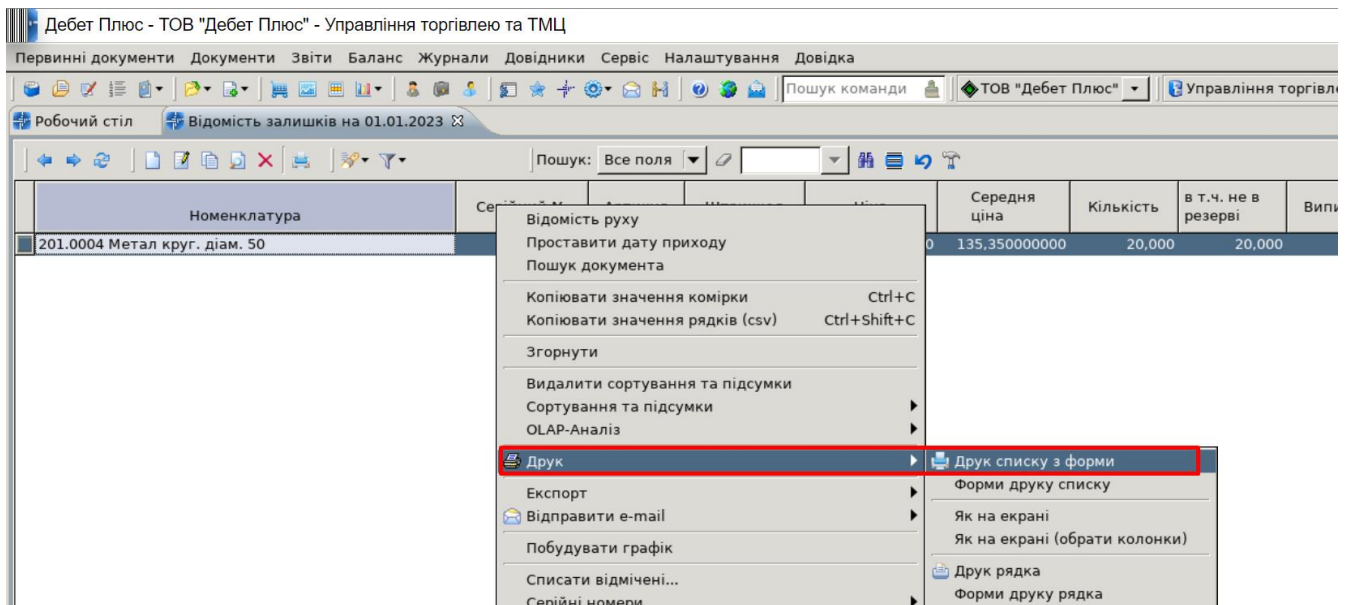 Дебет Плюс - ТОВ "Дебет Плюс" - Управління торгівлею та ТМЦ
Первинні документи Документи Звіти Баланс Журнали Довідники Сервіс Налаштування Довідка
Пошук команди ТОВ "Дебет Плюс" Управління
Робочий стіл Відомість залишків на 01.01.2023
Пошук: Все поля
Номенклатура Середня ціна Кількість в т.ч. не в резерві
201.0004 Метал круг. діам. 50 0 135,350000000 20,000 20,000
Відомість руху
Проставити дату приходу
Пошук документа
Копіювати значення комірки Ctrl+C
Копіювати значення рядків (csv) Ctrl+Shift+C
Згорнути
Видалити сортування та підсумки
Сортування та підсумки
OLAP-Аналіз
Друк
Друк списку з форми
Експорт
Форми друку списку
Відправити e-mail
Як на екрані
Як на екрані (обрати колонки)
Побудувати графік
Друк рядка
Списати відмічені...
Форми друку рядка
Серійні номери